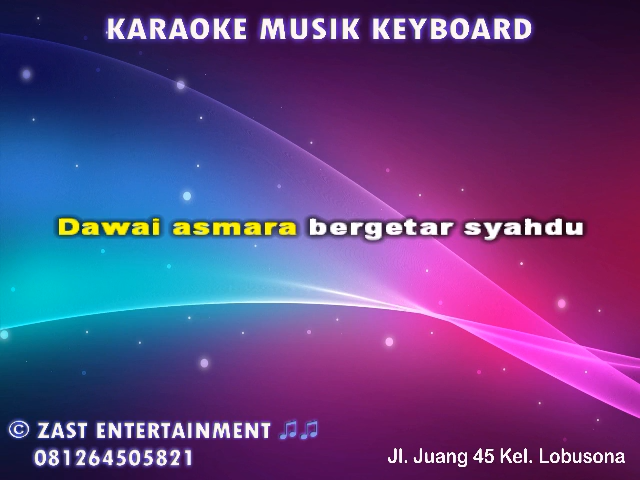 KARAOKE MUSIK KEYBOARD
Dawai asmara bergetar syahdu
© ZAST ENTERTAINMENT 🎵🎵
081264505821
Jl. Juang 45 Kel. Lobusona